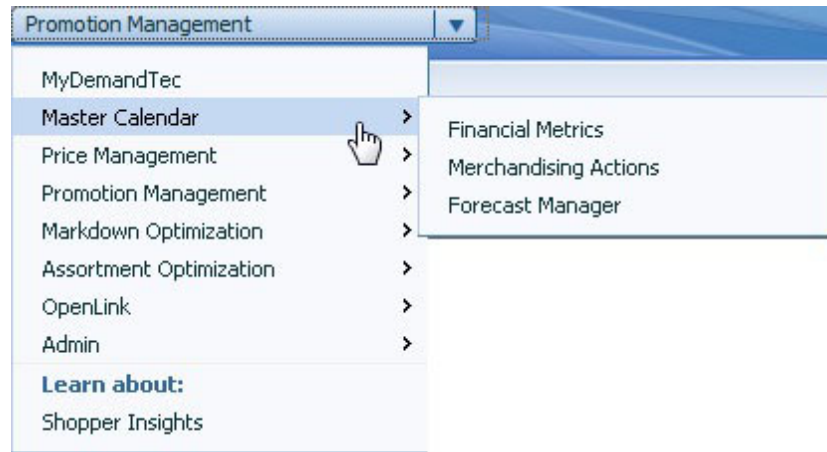 Promotion Management
MyDemandTec
Master Calendar
Price Management
Promotion Management
Markdown Optimization
Assortment Optimization
OpenLink
Admin
Learn about:
Shopper Insights
Financial Metrics
Merchandising Actions
Forecast Manager